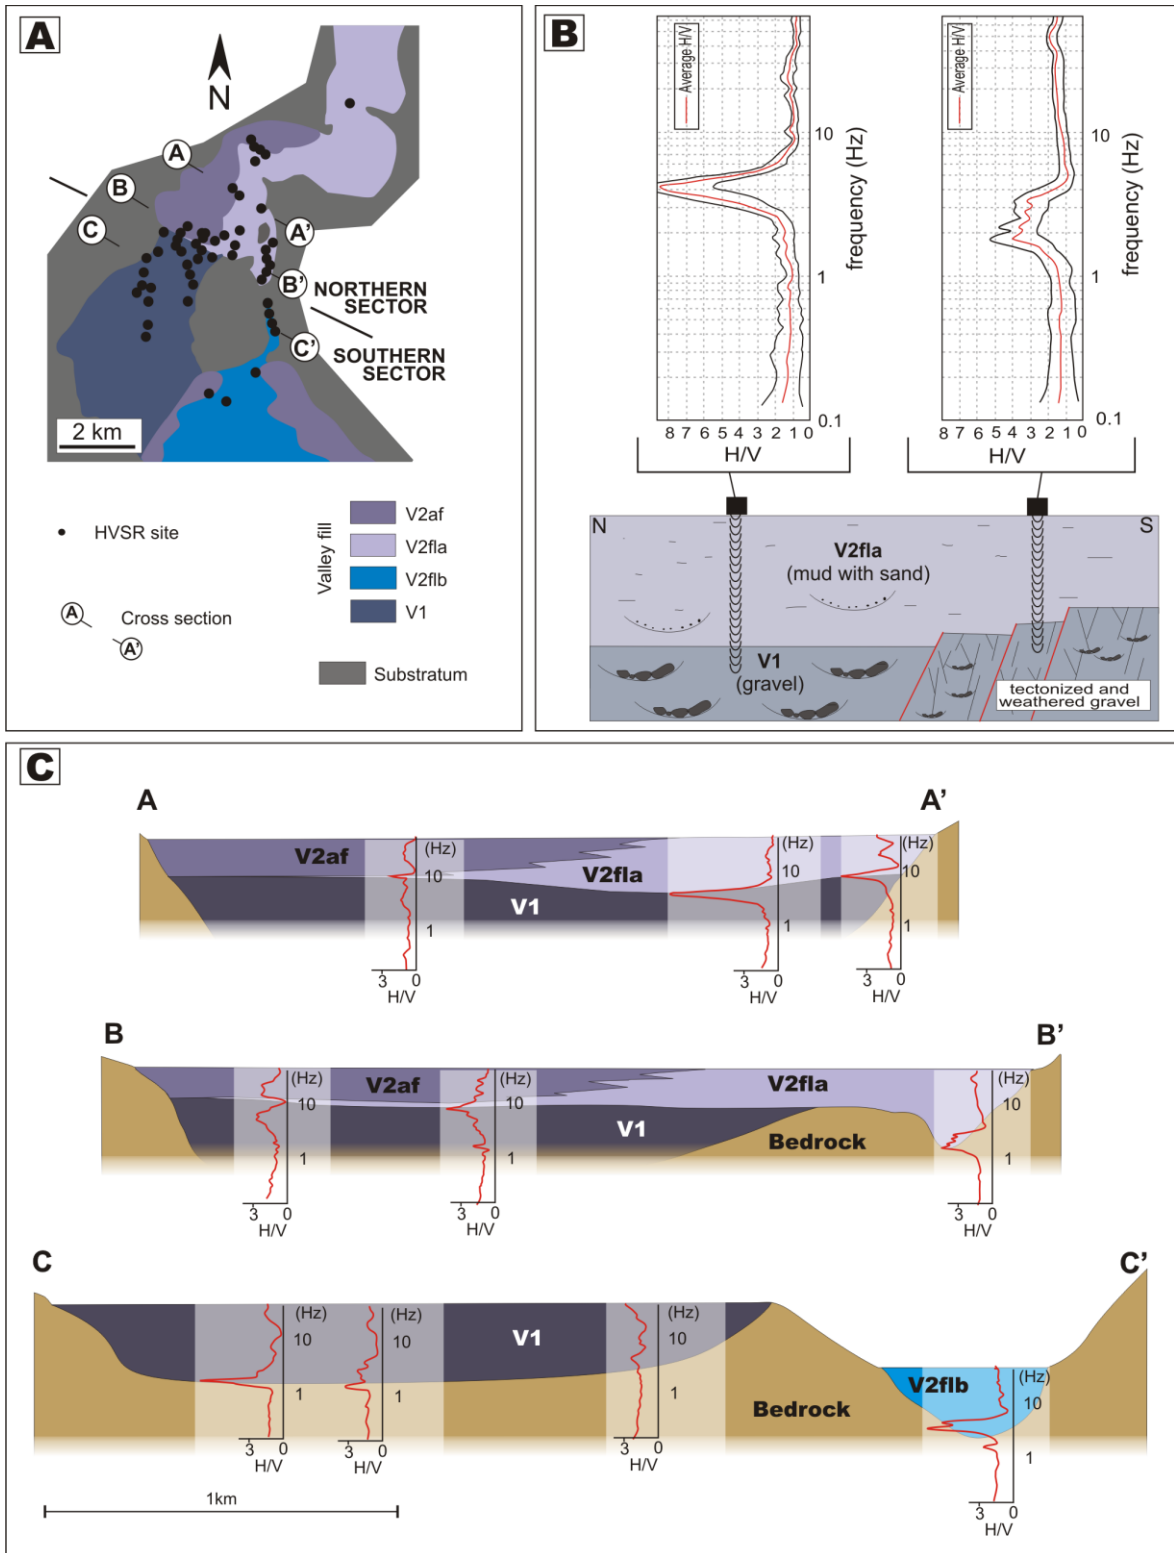 A
N
A
B
C
A'
B'
C'
NORTHERN
SECTOR
SOUTHERN
SECTOR
2 km
HVSR site
A
Cross section
A'
Valley fill
V2af
V2fla
V2flb
V1
Substratum
B
Average H/V
10
1
0.1
frequency (Hz)
8 7 6 5 4 3 2 1 0
H/V
Average H/V
10
1
0.1
frequency (Hz)
8 7 6 5 4 3 2 1 0
H/V
N
S
V2fla
(mud with sand)
V1
(gravel)
tectonized and
weathered gravel
C
A
A'
V2af
V2fla
V1
(Hz)
10
1
3 0
H/V
(Hz)
10
1
3 0
H/V
(Hz)
10
1
3 0
H/V
B
B'
V2af
V2fla
V1
Bedrock
(Hz)
10
1
3 0
H/V
(Hz)
10
1
3 0
H/V
(Hz)
10
1
3 0
H/V
C
C'
V1
Bedrock
V2flb
(Hz)
10
1
3 0
H/V
(Hz)
10
1
3 0
H/V
(Hz)
10
1
3 0
H/V
(Hz)
10
1
3 0
H/V
1km